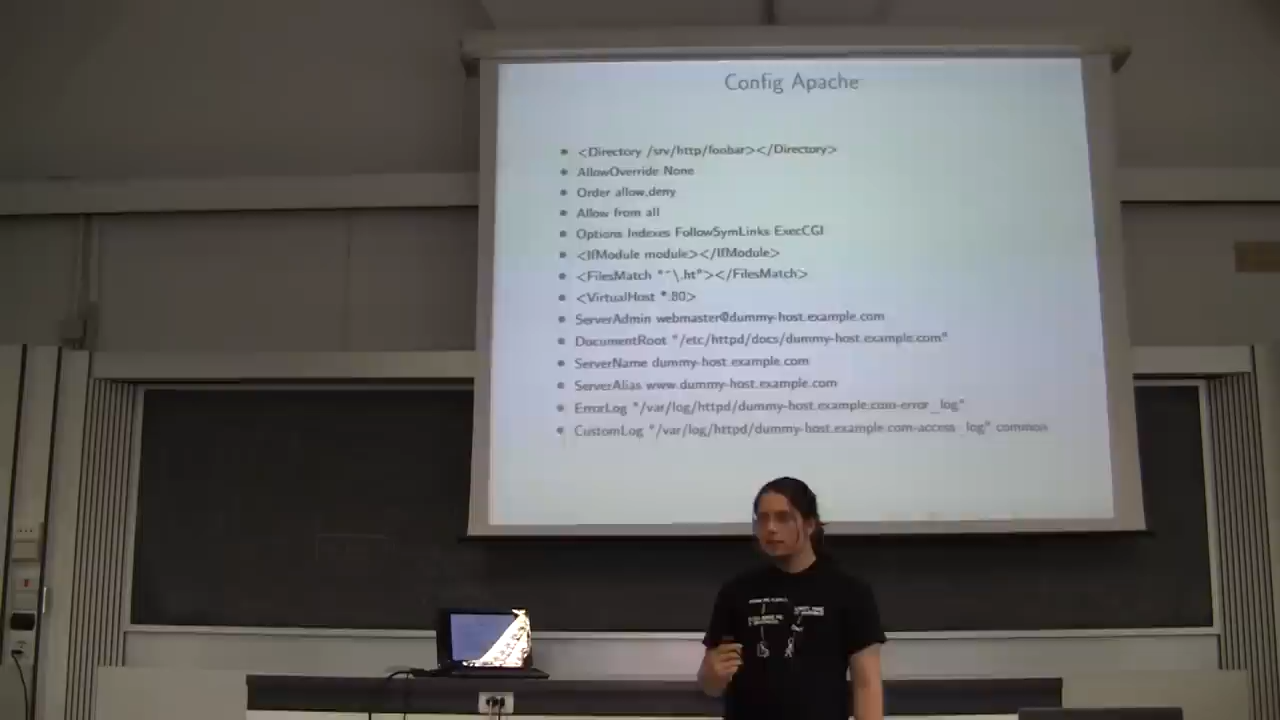 Config Apache
<Directory /srv/http/foobar></Directory>
AllowOverride None
Order allow,deny
Allow from all
Options Indexes FollowSymLinks ExecCGI
<IfModule module></IfModule>
<FilesMatch "^\.ht"></FilesMatch>
<VirtualHost *:80>
ServerAdmin webmaster@dummy-host.example.com
DocumentRoot "/etc/httpd/docs/dummy-host.example.com"
ServerName dummy-host.example.com
ServerAlias www.dummy-host.example.com
ErrorLog "/var/log/httpd/dummy-host.example.com-error_log"
CustomLog "/var/log/httpd/dummy-host.example.com-access_log" common